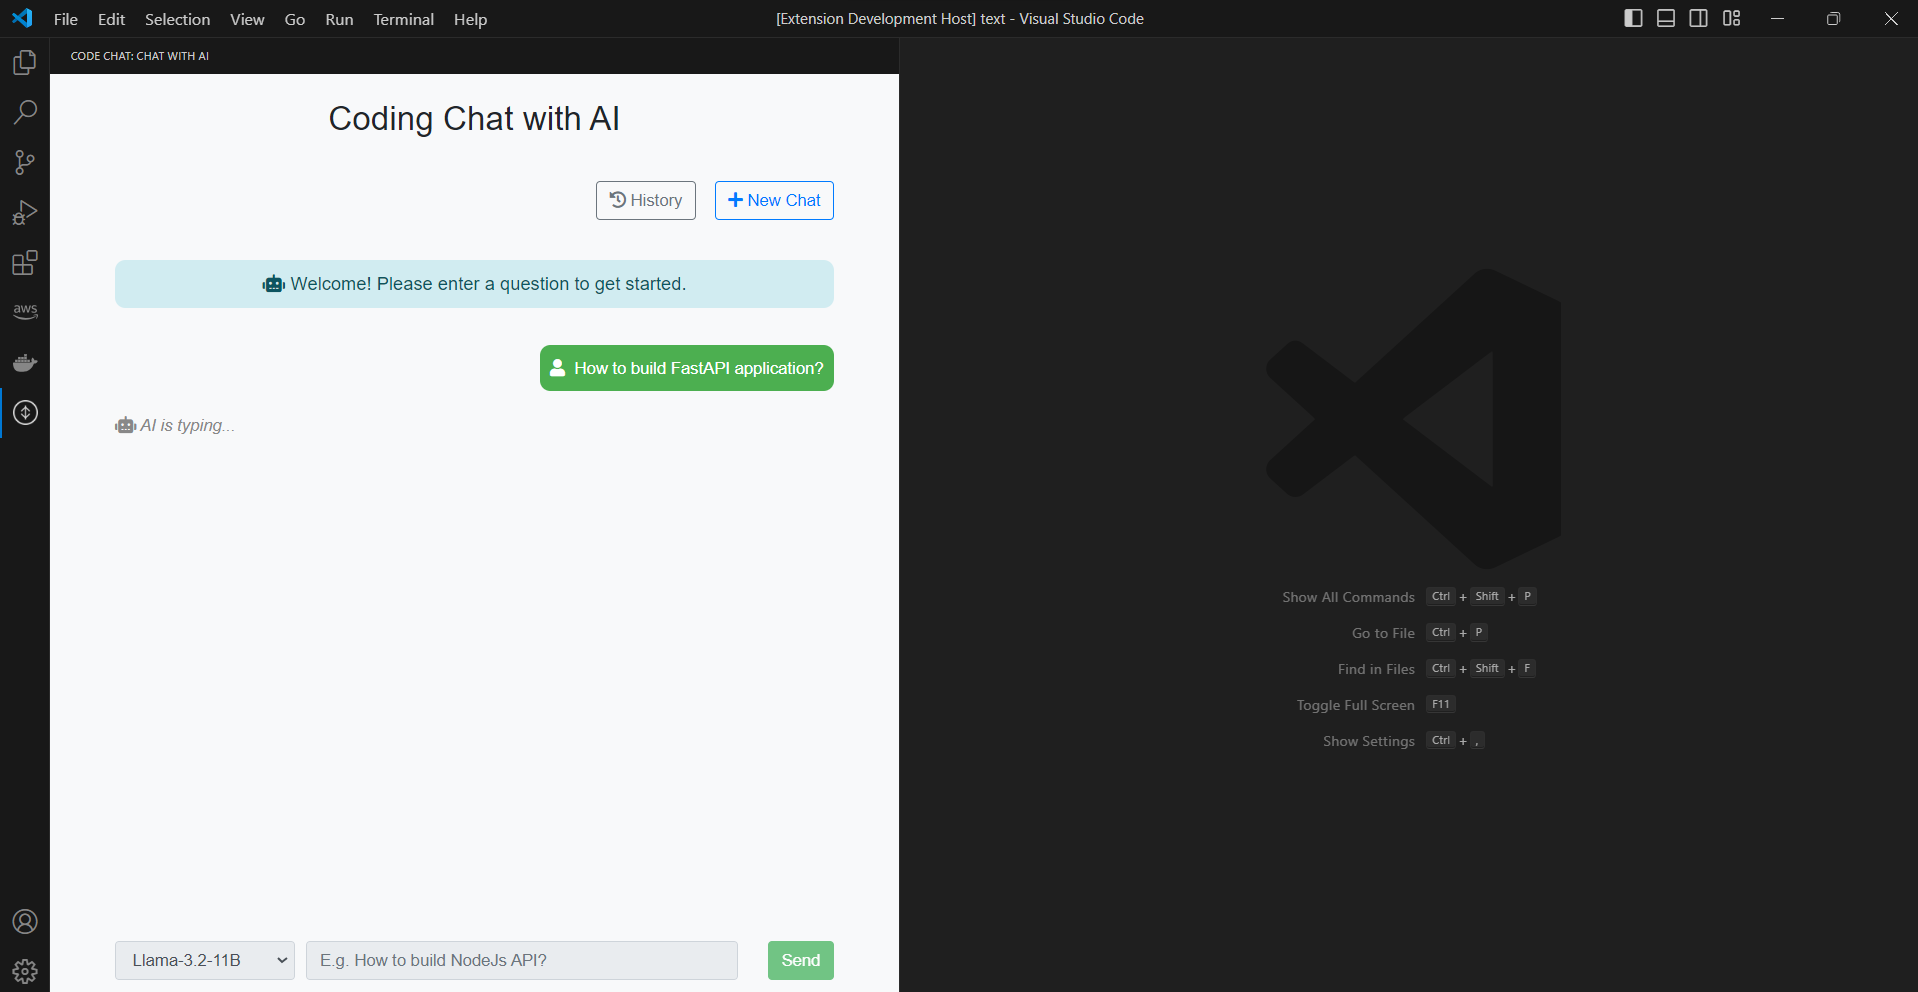 File Edit Selection View Go Run Terminal Help
[Extension Development Host] text - Visual Studio Code
CODE CHAT: CHAT WITH AI
Coding Chat with AI
History
New Chat
Welcome! Please enter a question to get started.
How to build FastAPI application?
AI is typing...
aws
Llama-3.2-11B
E.g. How to build NodeJs API?
Send
Show All Commands Ctrl + Shift + P
Go to File Ctrl + P
Find in Files Ctrl + Shift + F
Toggle Full Screen F11
Show Settings Ctrl + ,